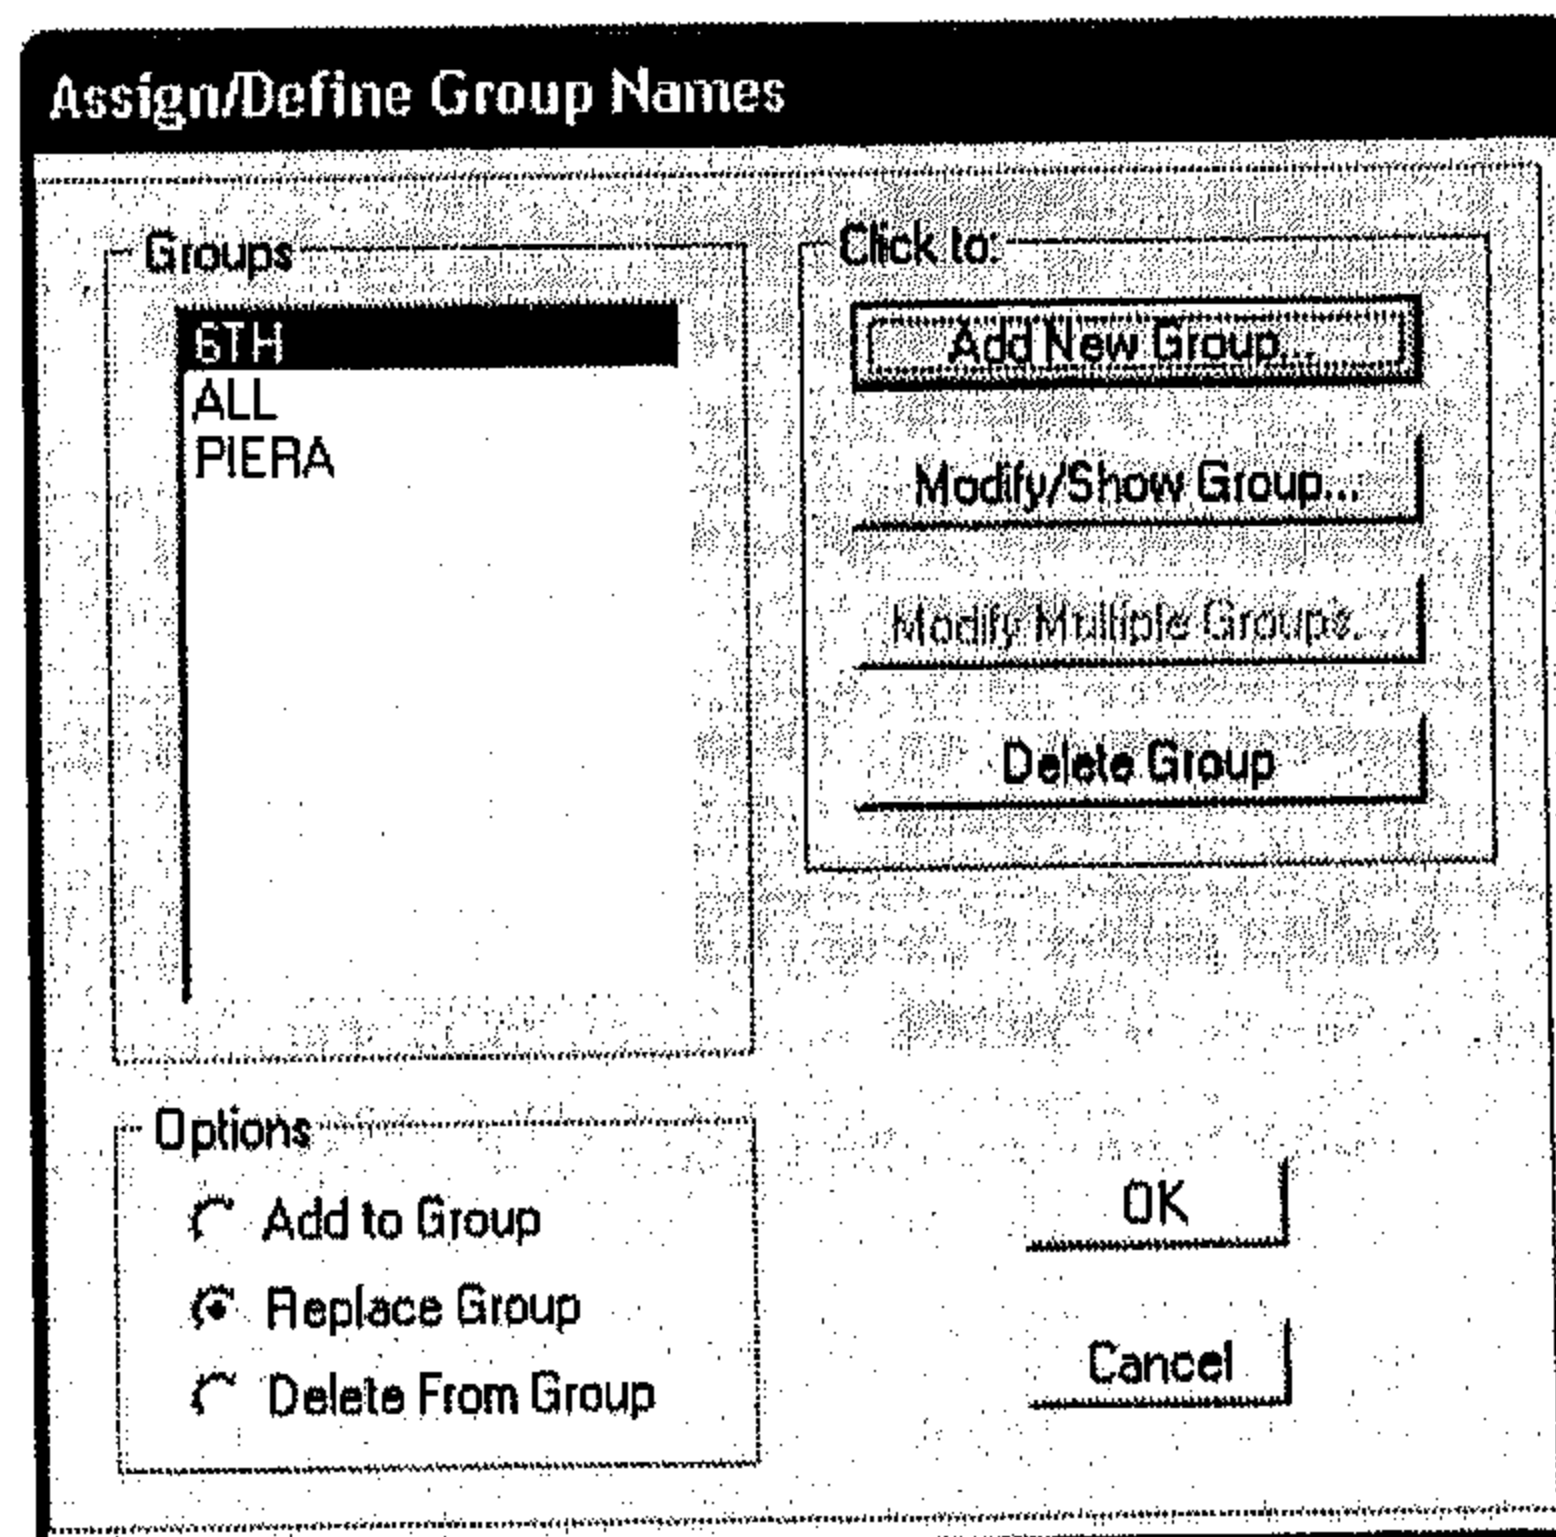 Assign/Define Group Names
Groups
6TH
ALL
PIERA
Click to:
Add New Group...
Modify/Show Group...
Modify Multiple Groups...
Delete Group
Options
Add to Group
Replace Group
Delete From Group
OK
Cancel